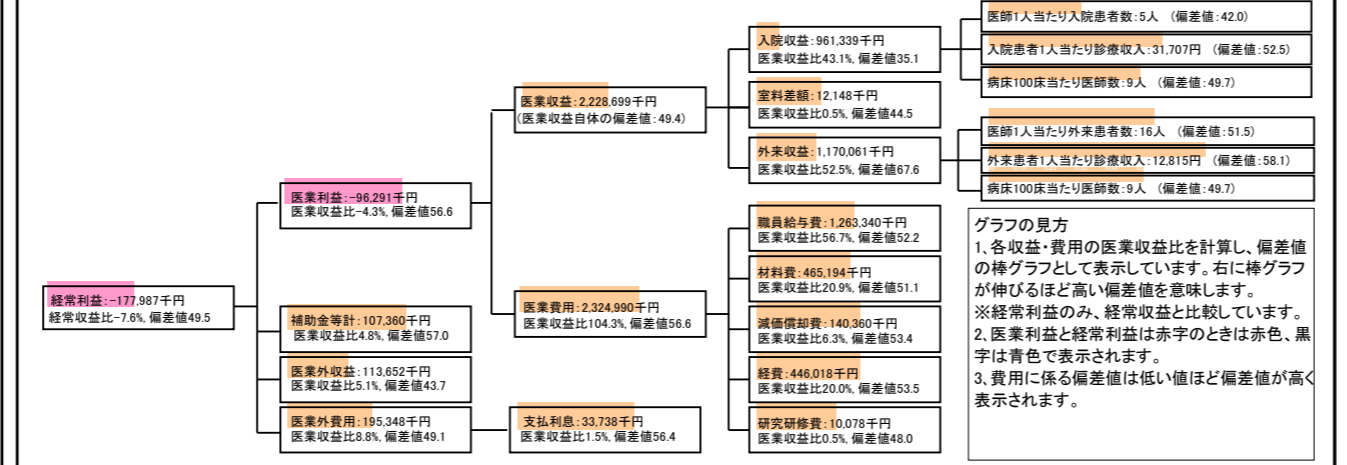 経常利益:-177,987千円
経常収比-7.6%, 偏差値49.5
医業利益:-96,291千円
医業収益比-4.3%, 偏差値56.6
補助金等計:107,360千円
医業収益比4.8%, 偏差値57.0
医業外収益:113,652千円
医業収益比5.1%, 偏差値43.7
医業外費用:195,348千円
医業収益比8.8%, 偏差値49.1
支払利息:33,738千円
医業収益比1.5%, 偏差値56.4
医業収益:2,228,699千円
(医業収益自体の偏差値:49.4)
医業費用:2,324,990千円
医業収益比104.3%, 偏差値56.6
入院収益:961,339千円
医業収益比43.1%, 偏差値35.1
室料差額:12,148千円
医業収益比0.5%, 偏差値44.5
外来収益:1,170,061千円
医業収益比52.5%, 偏差値67.6
職員給与費:1,263,340千円
医業収益比56.7%, 偏差値52.2
材料費:465,194千円
医業収益比20.9%, 偏差値51.1
減価償却費:140,360千円
医業収益比6.3%, 偏差値53.4
経費:446,018千円
医業収益比20.0%, 偏差値53.5
研究研修費:10,078千円
医業収益比0.5%, 偏差値48.0
医師1人当たり入院患者数:5人 (偏差値:42.0)
入院患者1人当たり診療収入:31,707円 (偏差値:52.5)
病床100床当たり医師数:9人 (偏差値:49.7)
医師1人当たり外来患者数:16人 (偏差値:51.5)
外来患者1人当たり診療収入:12,815円 (偏差値:58.1)
病床100床当たり医師数:9人 (偏差値:49.7)
グラフの見方
1、各収益・費用の医業収益比を計算し、偏差値
の棒グラフとして表示しています。右に棒グラフ
が伸びるほど高い偏差値を意味します。
※経常利益のみ、経常収益と比較しています。
2、医業利益と経常利益は赤字のときは赤色、黒
字は青色で表示されます。
3、費用に係る偏差値は低い値ほど偏差値が高く
表示されます。